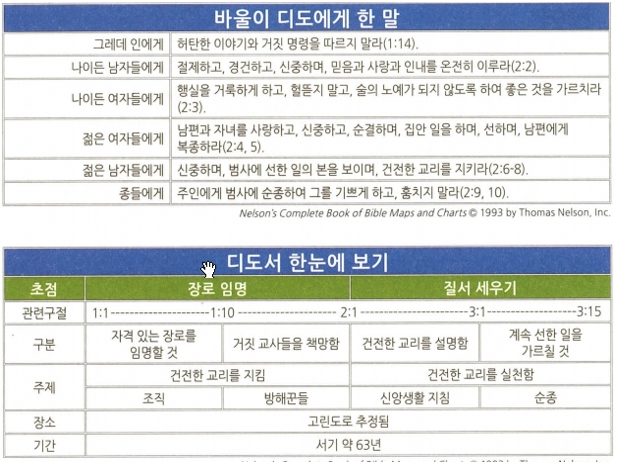 바울이 디도에게 한 말
그레데 인에게 허탄한 이야기와 거짓 명령을 따르지 말라(1:14).
나이든 남자들에게 절제하고, 경건하고, 신중하며, 믿음과 사랑과 인내를 온전히 이루라(2:2).
나이든 여자들에게 행실을 거룩하게 하고, 헐뜯지 말고, 술의 노예가 되지 않도록 하여 좋은 것을 가르치라
(2:3).
젊은 여자들에게 남편과 자녀를 사랑하고, 신중하고, 순결하며, 집안 일을 하며, 선하며, 남편에게
복종하라(2:4, 5).
젊은 남자들에게 신중하며, 범사에 선한 일의 본을 보이며, 건전한 교리를 지키라(2:6-8).
종들에게 주인에게 범사에 순종하여 그를 기쁘게 하고, 훔치지 말라(2:9, 10).
Nelson's Complete Book of Bible Maps and Charts © 1993 by Thomas Nelson, Inc.
디도서 한눈에 보기
초점 장로 임명 질서 세우기
관련구절 1:1 1:10 2:1 3:1 3:15
구분 자격 있는 장로를 임명할 것 거짓 교사들을 책망함 건전한 교리를 설명함 계속 선한 일을 가르칠 것
주제 건전한 교리를 지킴 건전한 교리를 실천함
조직 방해꾼들 신앙생활 지침 순종
장소 고린도로 추정됨
기간 서기 약 63년